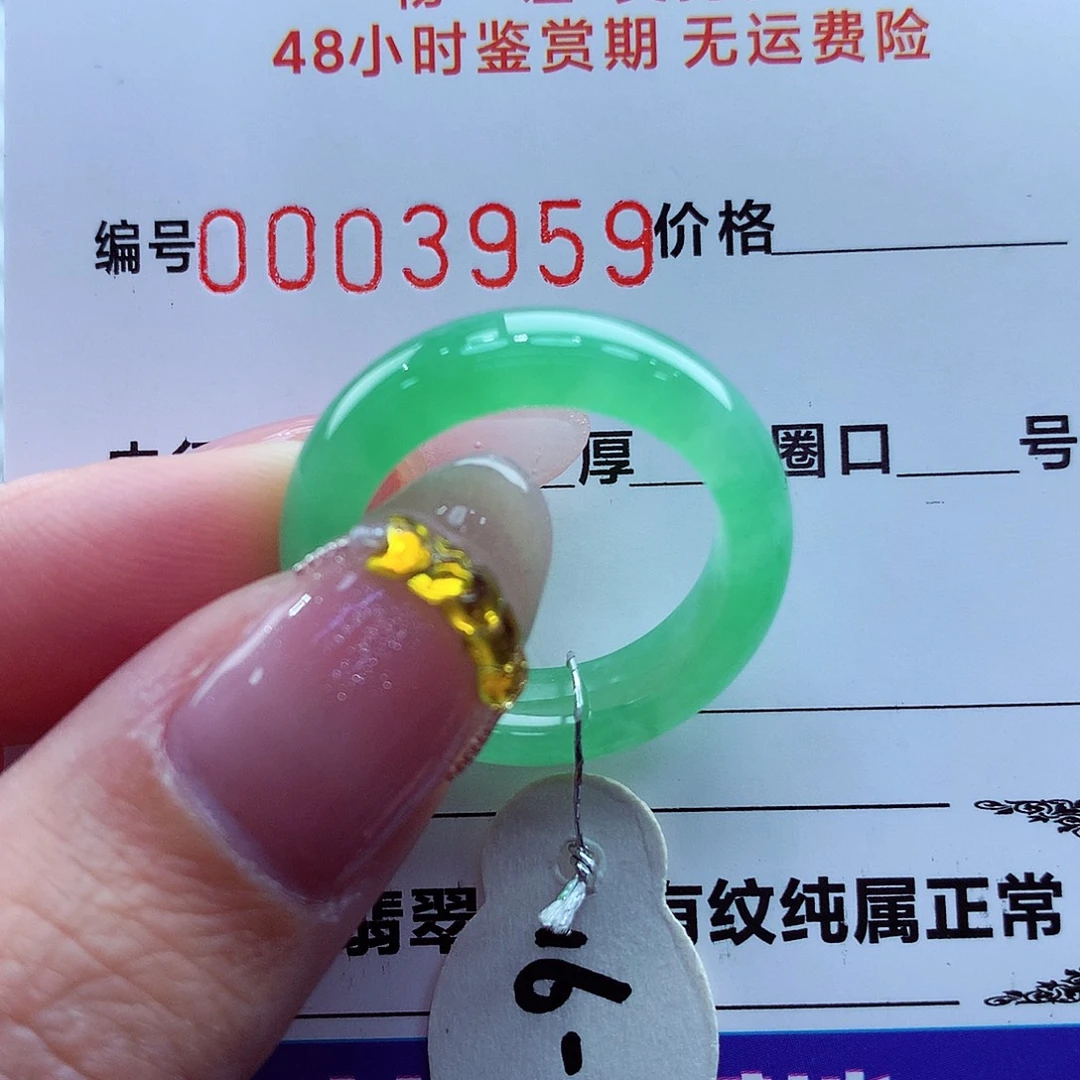 48小时鉴赏期 无运费险
编号0003959价格
厚 圈口 号
翡翠 有纹纯属正常
16-